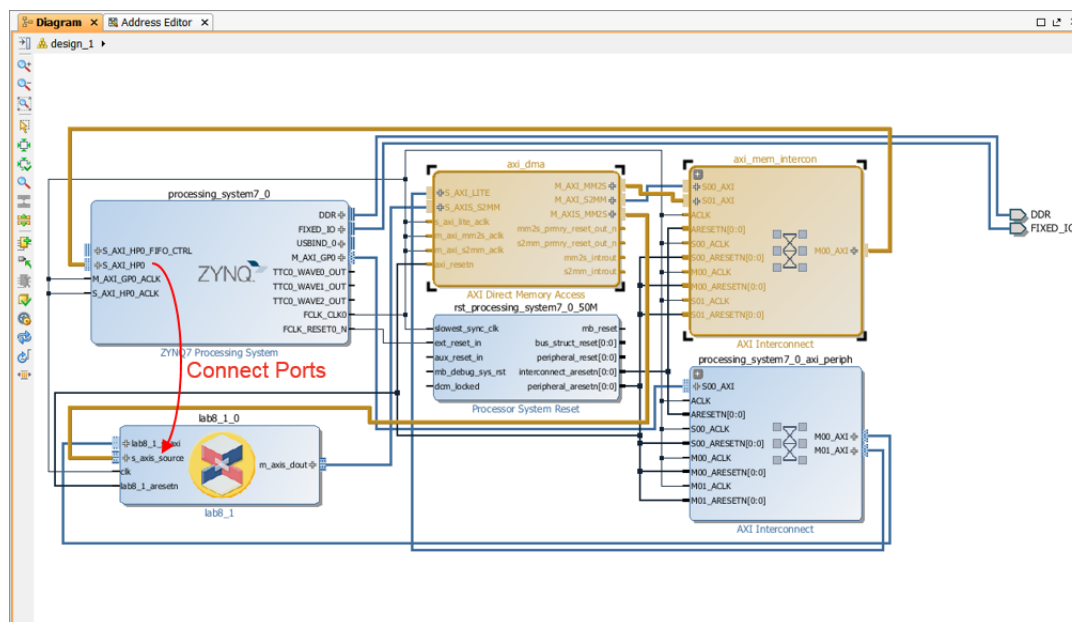 Diagram × Address Editor ×
design_1
processing_system7_0
DDR
FIXED_IO
USBIND_0
M_AXI_GP0
TTC0_WAVE0_OUT
TTC0_WAVE1_OUT
TTC0_WAVE2_OUT
FCLK_CLK0
FCLK_RESET0_N
S_AXI_HP0_FIFO_CTRL
S_AXI_HP0
M_AXI_GP0_ACLK
S_AXI_HP0_ACLK
ZYNQ
ZYNQ7 Processing System
Connect Ports
lab8_1_0
s_axis_source
clk
lab8_1_aresetn
m_axis_dout
lab8_1
axi_dma
S_AXI_LITE
S_AXIS_S2MM
s_axi_lite_aclk
m_axi_mm2s_aclk
m_axi_s2mm_aclk
axi_resetn
M_AXI_MM2S
M_AXI_S2MM
M_AXIS_MM2S
mm2s_prmry_reset_out_n
s2mm_prmry_reset_out_n
mm2s_introut
s2mm_introut
AXI Direct Memory Access
rst_processing_system7_0_50M
slowest_sync_clk
ext_reset_in
aux_reset_in
mb_debug_sys_rst
dcm_locked
mb_reset
bus_struct_reset[0:0]
peripheral_reset[0:0]
interconnect_aresetn[0:0]
peripheral_aresetn[0:0]
Processor System Reset
axi_mem_intercon
S00_AXI
S01_AXI
ACLK
ARESETN[0:0]
S00_ACLK
S00_ARESETN[0:0]
M00_ACLK
M00_ARESETN[0:0]
S01_ACLK
S01_ARESETN[0:0]
M00_AXI
AXI Interconnect
processing_system7_0_axi_periph
S00_AXI
ACLK
ARESETN[0:0]
S00_ACLK
S00_ARESETN[0:0]
M00_ACLK
M00_ARESETN[0:0]
M01_ACLK
M01_ARESETN[0:0]
M00_AXI
M01_AXI
AXI Interconnect
DDR
FIXED_IO